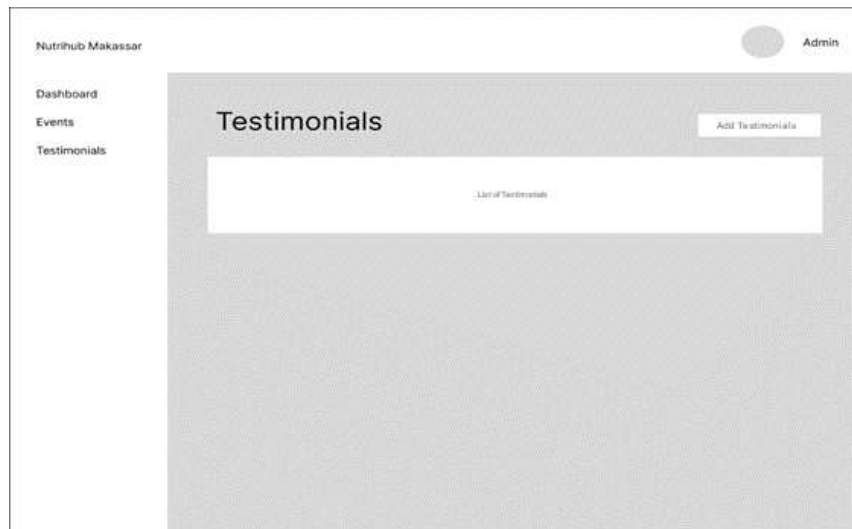 Nutrihub Makassar
Admin
Dashboard
Events
Testimonials
Testimonials
Add Testimonials
List of Testimonials